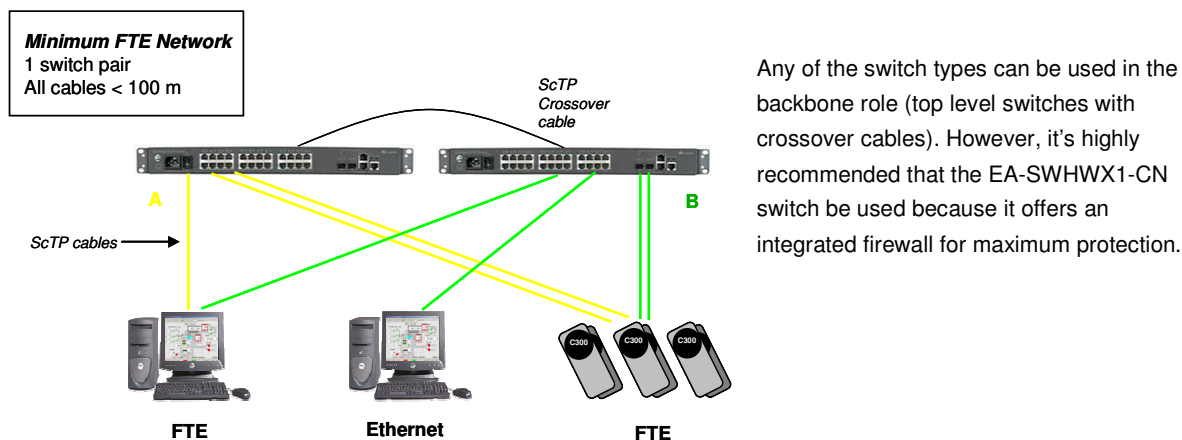 Minimum FTE Network
1 switch pair
All cables < 100 m
ScTP
Crossover
cable
A
B
ScTP cables
C300
C300
C300
FTE
Ethernet
FTE
Any of the switch types can be used in the
backbone role (top level switches with
crossover cables). However, it's highly
recommended that the EA-SWHWX1-CN
switch be used because it offers an
integrated firewall for maximum protection.